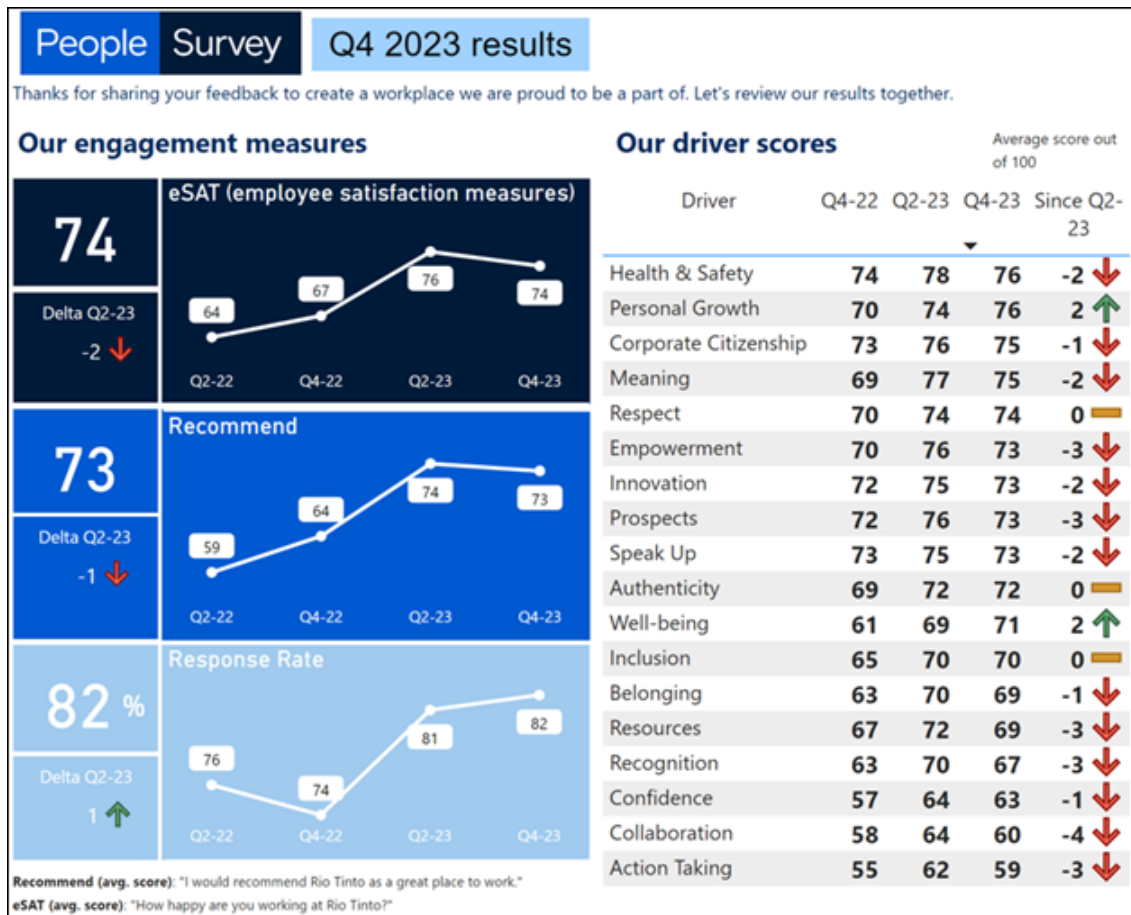 People Survey Q4 2023 results
Thanks for sharing your feedback to create a workplace we are proud to be a part of. Let's review our results together.
Our engagement measures
74
Delta Q2-23
-2
eSAT (employee satisfaction measures)
64 67 76 74
Q2-22 Q4-22 Q2-23 Q4-23
73
Delta Q2-23
-1
Recommend
59 64 74 73
Q2-22 Q4-22 Q2-23 Q4-23
82 %
Delta Q2-23
1
Response Rate
76 74 81 82
Q2-22 Q4-22 Q2-23 Q4-23
Recommend (avg. score): "I would recommend Rio Tinto as a great place to work."
eSAT (avg. score): "How happy are you working at Rio Tinto?"
Our driver scores
Average score out
of 100
Driver Q4-22 Q2-23 Q4-23 Since Q2-
23
Health & Safety 74 78 76 -2
Personal Growth 70 74 76 2
Corporate Citizenship 73 76 75 -1
Meaning 69 77 75 -2
Respect 70 74 74 0
Empowerment 70 76 73 -3
Innovation 72 75 73 -2
Prospects 72 76 73 -3
Speak Up 73 75 73 -2
Authenticity 69 72 72 0
Well-being 61 69 71 2
Inclusion 65 70 70 0
Belonging 63 70 69 -1
Resources 67 72 69 -3
Recognition 63 70 67 -3
Confidence 57 64 63 -1
Collaboration 58 64 60 -4
Action Taking 55 62 59 -3